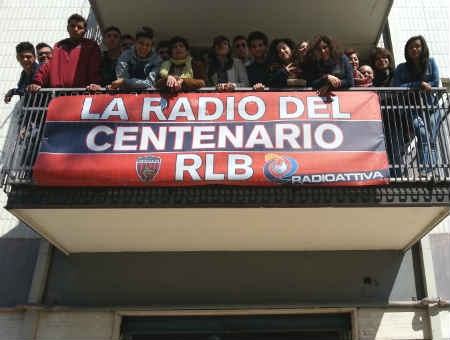 LA RADIO DEL
CENTENARIO
RLB
RADIOATTIVA